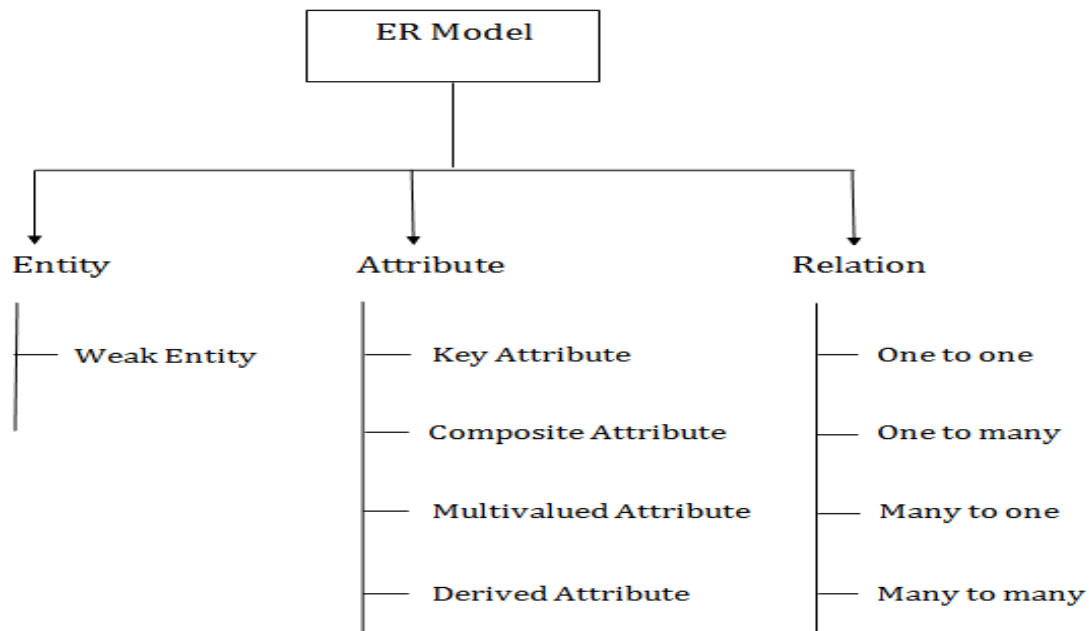 ER Model
Entity
Attribute
Relation
Weak Entity
Key Attribute
Composite Attribute
Multivalued Attribute
Derived Attribute
One to one
One to many
Many to one
Many to many